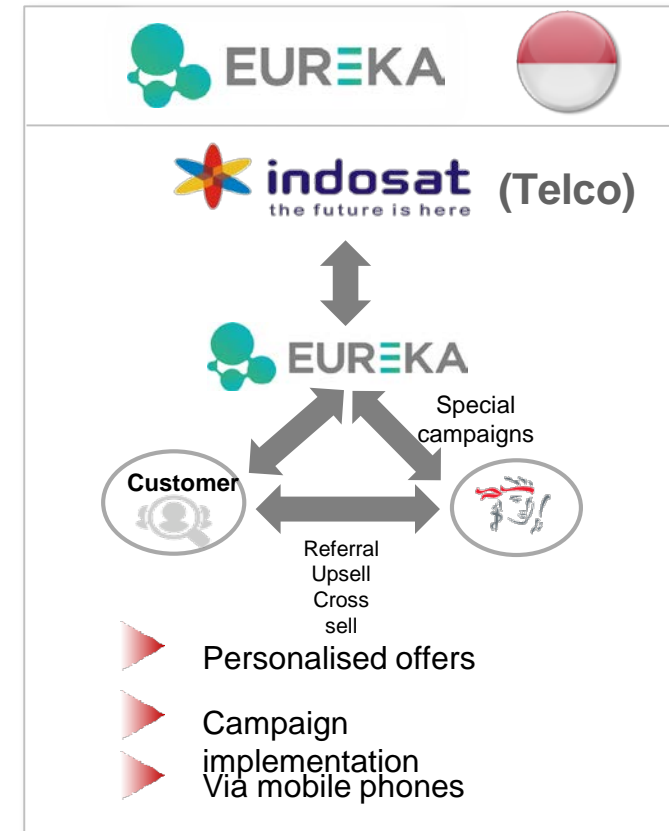 EUREKA
indosat (Telco)
the future is here
EUREKA
Special
campaigns
Customer
Referral
Upsell
Cross
sell
Personalised offers
Campaign
implementation
Via mobile phones